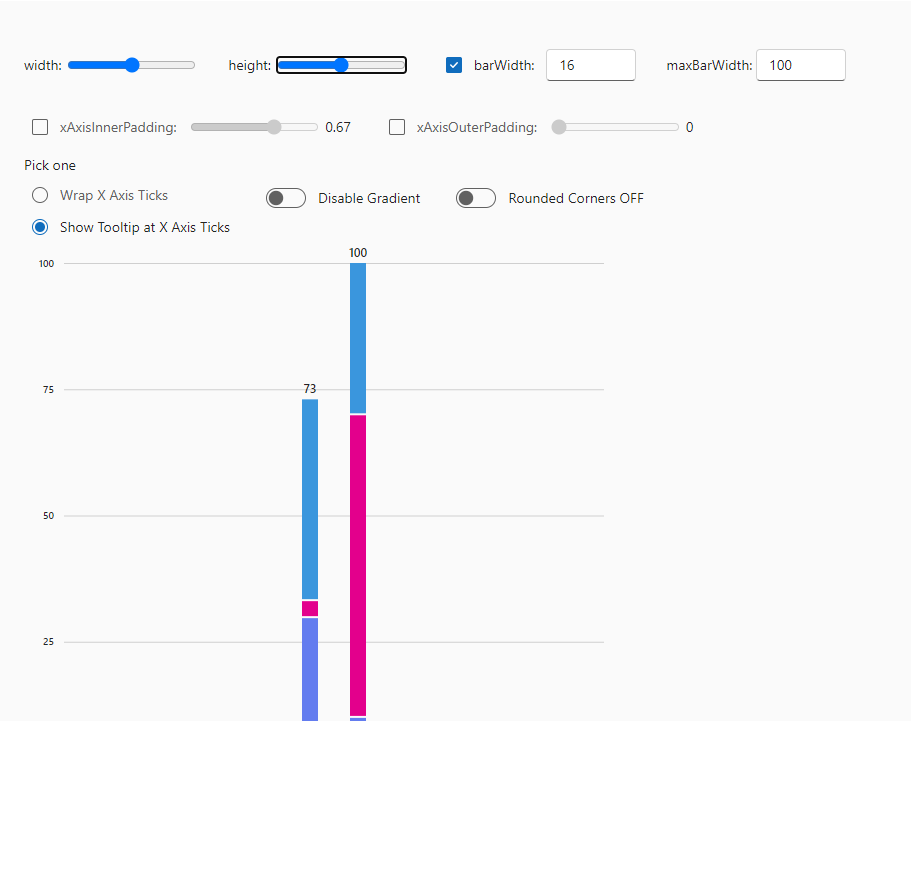 width: height: barWidth: 16 maxBarWidth: 100
xAxisInnerPadding: 0.67 xAxisOuterPadding: 0
Pick one
Wrap X Axis Ticks Disable Gradient Rounded Corners OFF
Show Tooltip at X Axis Ticks
100
100
75
73
50
25